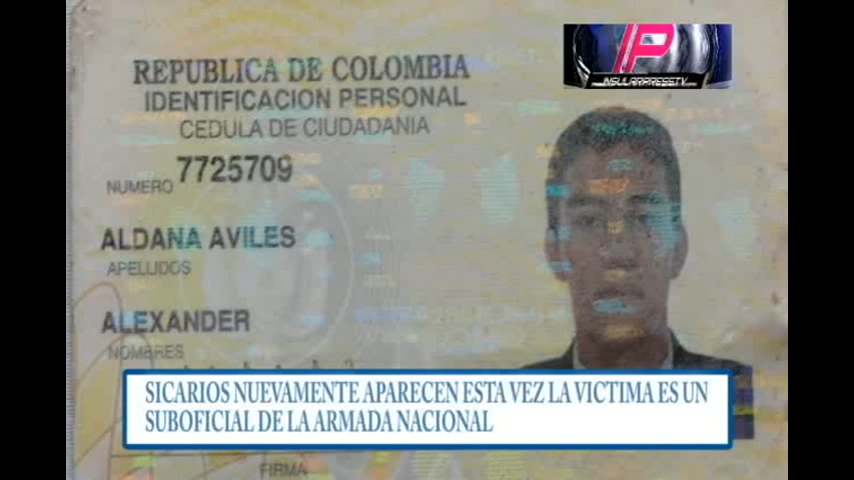 REPUBLICA DE COLOMBIA
IDENTIFICACION PERSONAL
CEDULA DE CIUDADANIA
NUMERO 7725709
ALDANA AVILES
APELLIDOS
ALEXANDER
NOMBRES
SICARIOS NUEVAMENTE APARECEN ESTA VEZ LA VICTIMA ES UN
SUBOFICIAL DE LA ARMADA NACIONAL
FIRMA
IP
INSULARPRESSTV